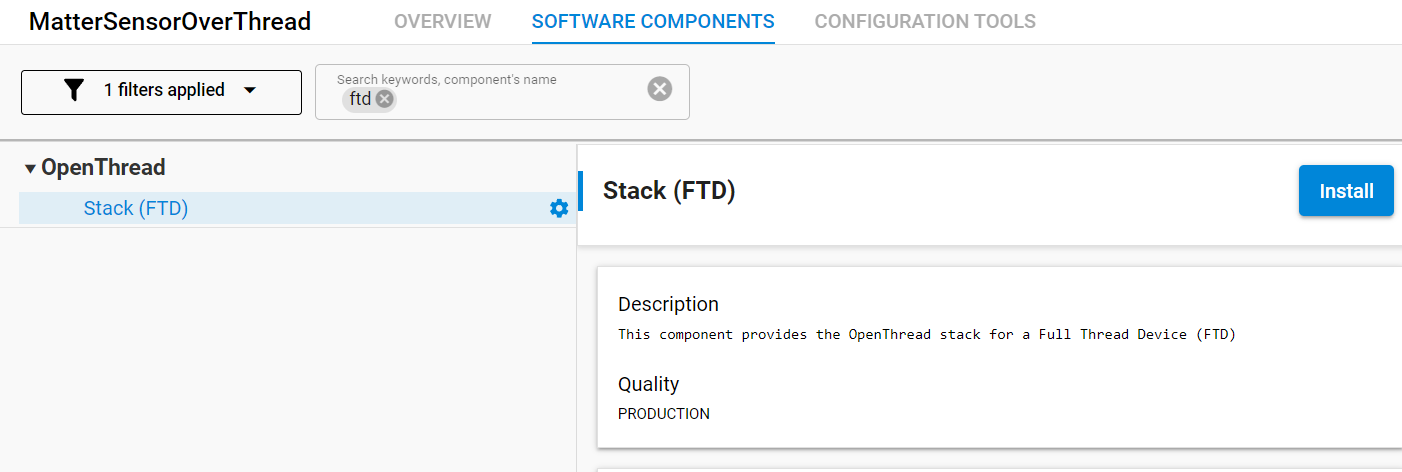 MatterSensorOverThread
OVERVIEW
SOFTWARE COMPONENTS
CONFIGURATION TOOLS
1 filters applied
Search keywords, component's name
ftd
OpenThread
Stack (FTD)
Stack (FTD)
Install
Description
This component provides the OpenThread stack for a Full Thread Device (FTD)
Quality
PRODUCTION